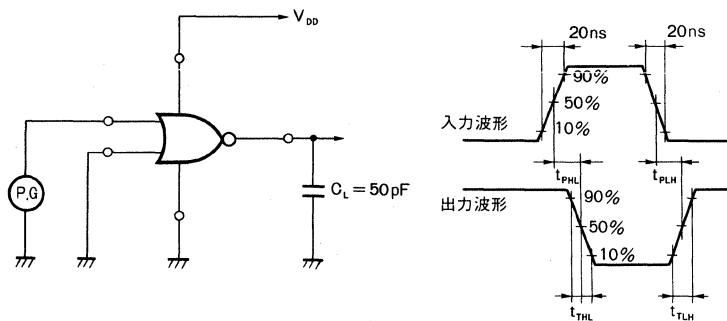 V_DD
P.G
C_L = 50pF
20ns 20ns
90%
50%
10%
入力波形
t_PHL t_PLH
90%
50%
10%
出力波形
t_THL t_TLH